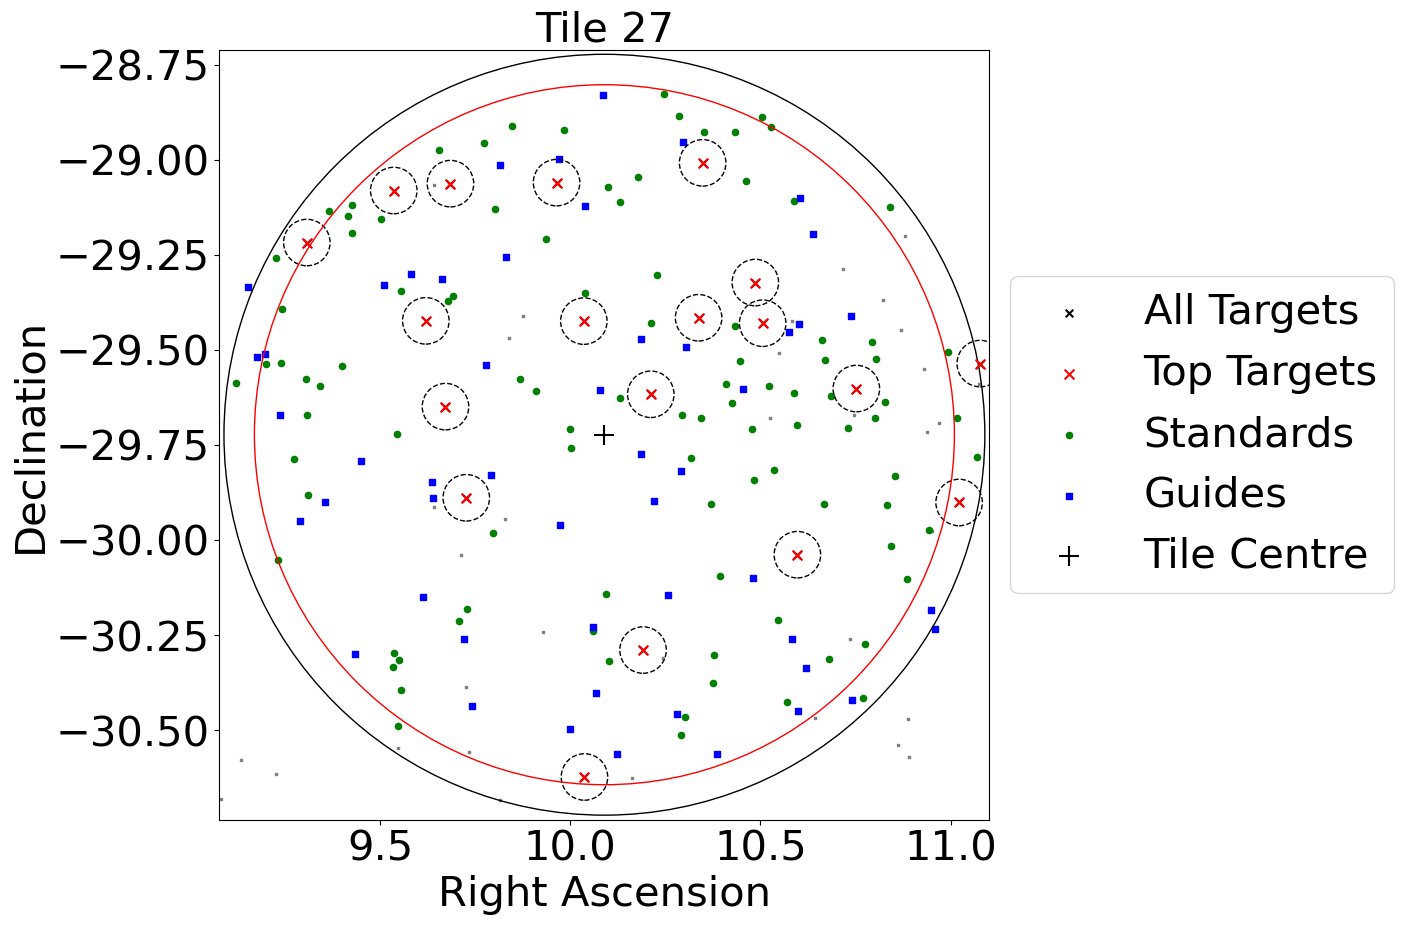 Tile 27
−28.75
−29.00
−29.25
−29.50
−29.75
−30.00
−30.25
−30.50
Declination
9.5 10.0 10.5 11.0
Right Ascension
All Targets
Top Targets
Standards
Guides
Tile Centre